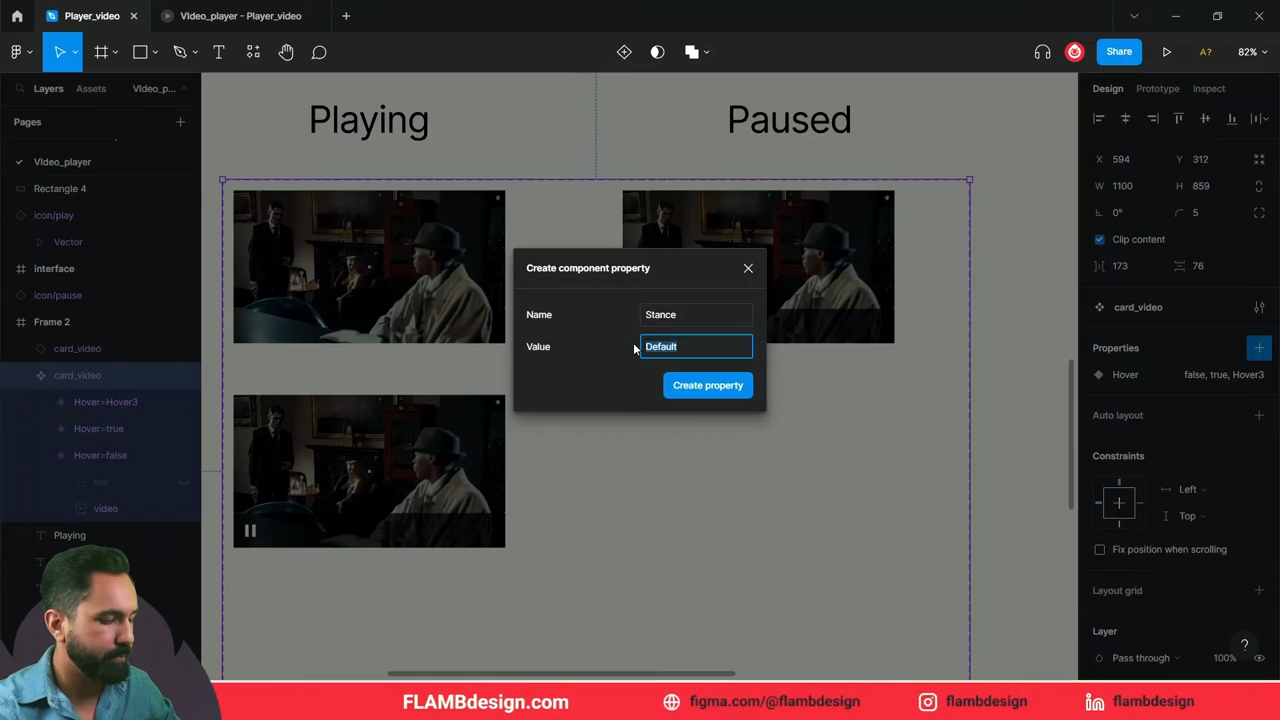 Player_video
VIdeo_player - Player_video
Share
A?
82%
Layers
Assets
VIdeo_p...
Pages
VIdeo_player
Rectangle 4
icon/play
Vector
interface
icon/pause
Frame 2
card_video
card_video
Hover=Hover3
Hover=true
Hover=false
bar
video
Playing
Playing
Paused
Create component property
Name
Stance
Value
Default
Create property
Design
Prototype
Inspect
X 594
Y 312
W 1100
H 859
0°
5
Clip content
173
76
card_video
Properties
Hover
false, true, Hover3
Auto layout
Constraints
Left
Top
Fix position when scrolling
Layout grid
Layer
Pass through
100%
?
FLAMBdesign.com
figma.com/@flambdesign
flambdesign
flambdesign